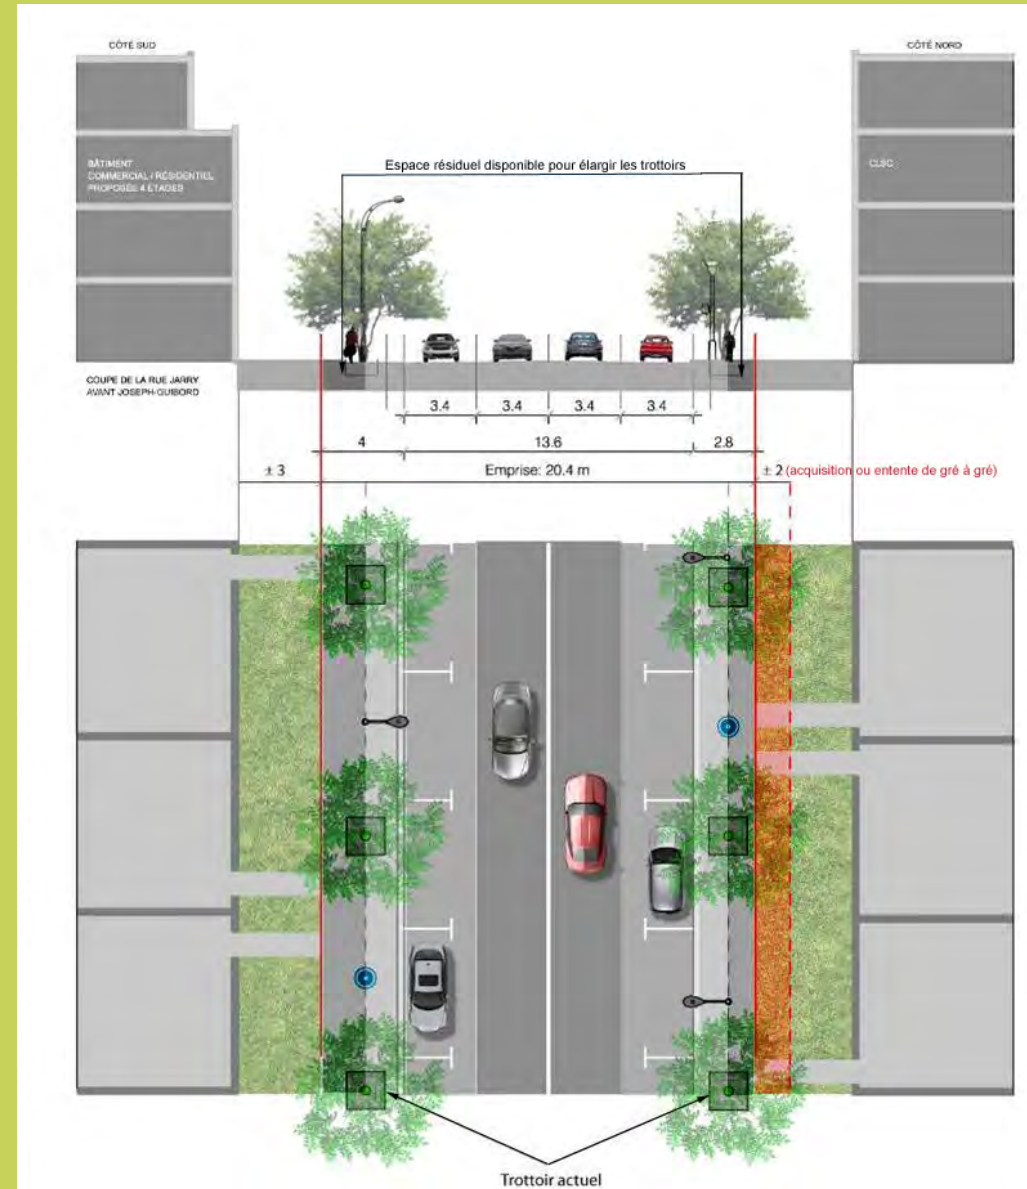 CÔTÉ SUD
CÔTÉ NORD
BÂTIMENT
COMMERCIAL / RÉSIDENTIEL
PROPOSÉE 4 ÉTAGES
CLSC
Espace résiduel disponible pour élargir les trottoirs
COUPE DE LA RUE JARRY
AVANT JOSEPH-GUIBORD
3.4 3.4 3.4 3.4
4 13.6 2.8
± 3 Emprise: 20.4 m ± 2 (acquisition ou entente de gré à gré)
Trottoir actuel